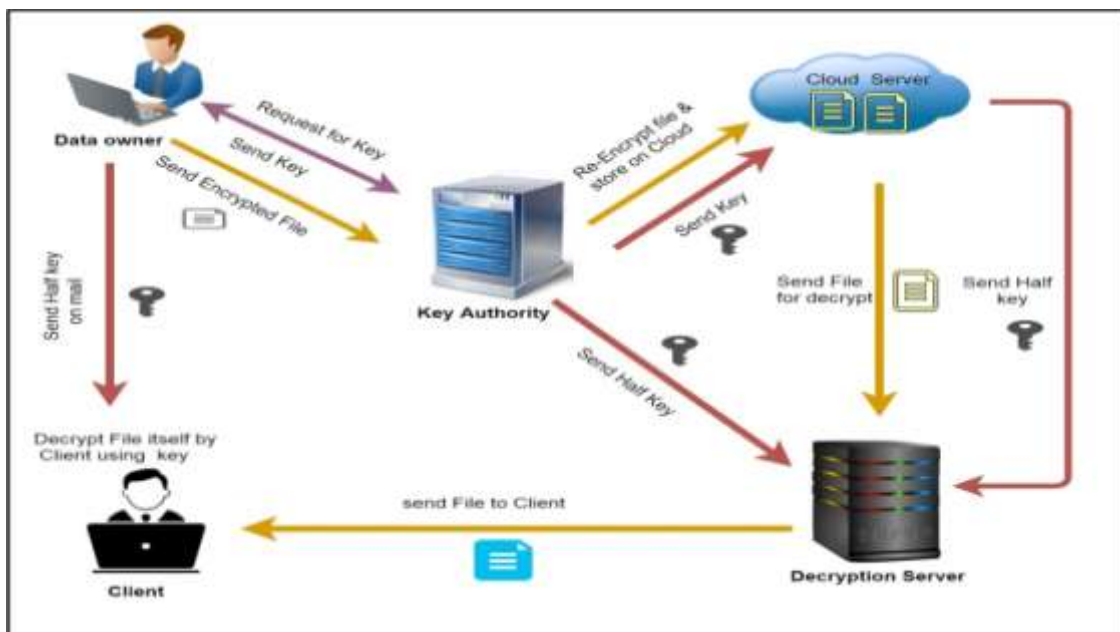 Cloud Server
Data owner
Request for Key
Send Key
Send Encrypted File
Re-Encrypt file &
store on Cloud
Send Key
Send Half key
on mail
Key Authority
Send File
for decrypt
Send Half
key
Send Half Key
Decrypt File itself by
Client using key
send File to Client
Client
Decryption Server